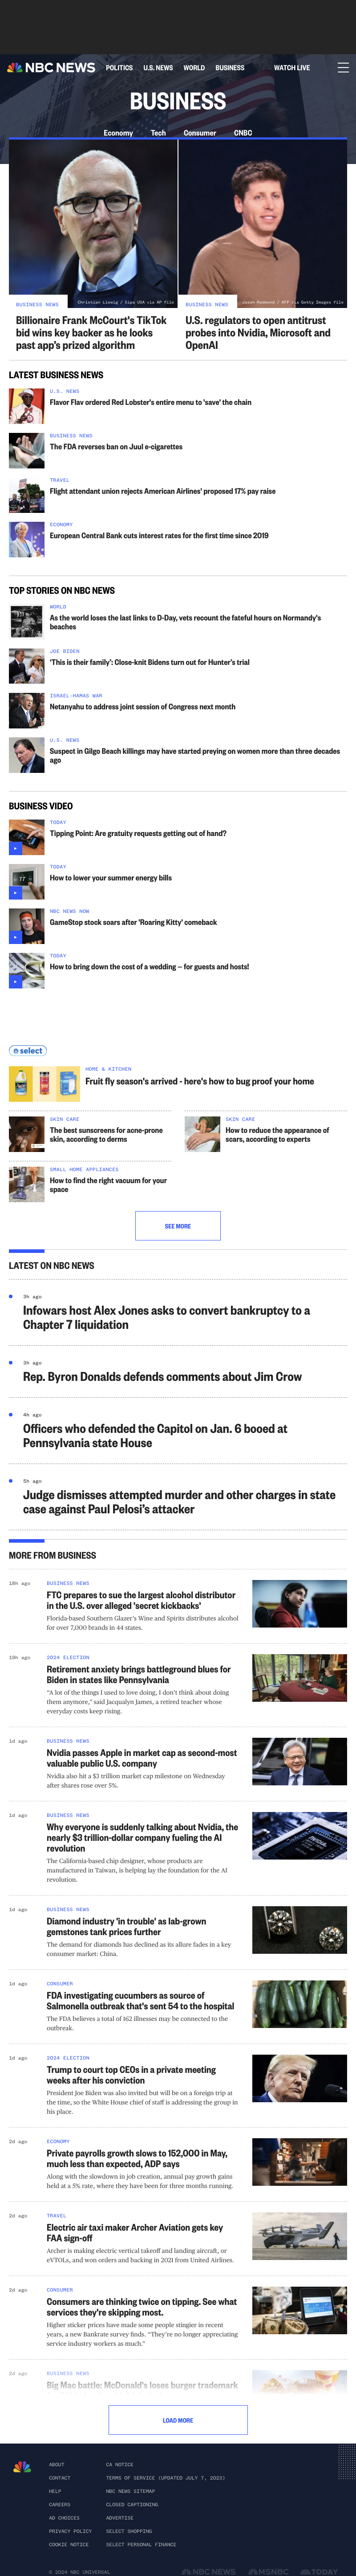 NBC NEWS
POLITICS
U.S. NEWS
WORLD
BUSINESS
WATCH LIVE
BUSINESS
Economy
Tech
Consumer
CNBC
Christian Liewig / Sipa USA via AP file
BUSINESS NEWS
Billionaire Frank McCourt's TikTok
bid wins key backer as he looks
past app's prized algorithm
Jason Redmond / AFP via Getty Images file
BUSINESS NEWS
U.S. regulators to open antitrust
probes into Nvidia, Microsoft and
OpenAI
LATEST BUSINESS NEWS
U.S. NEWS
Flavor Flav ordered Red Lobster's entire menu to 'save' the chain
BUSINESS NEWS
The FDA reverses ban on Juul e-cigarettes
TRAVEL
Flight attendant union rejects American Airlines' proposed 17% pay raise
ECONOMY
European Central Bank cuts interest rates for the first time since 2019
TOP STORIES ON NBC NEWS
WORLD
As the world loses the last links to D-Day, vets recount the fateful hours on Normandy's
beaches
JOE BIDEN
'This is their family': Close-knit Bidens turn out for Hunter's trial
ISRAEL-HAMAS WAR
Netanyahu to address joint session of Congress next month
U.S. NEWS
Suspect in Gilgo Beach killings may have started preying on women more than three decades
ago
BUSINESS VIDEO
TODAY
Tipping Point: Are gratuity requests getting out of hand?
TODAY
How to lower your summer energy bills
NBC NEWS NOW
GameStop stock soars after 'Roaring Kitty' comeback
TODAY
How to bring down the cost of a wedding — for guests and hosts!
select
HOME & KITCHEN
Fruit fly season's arrived - here's how to bug proof your home
SKIN CARE
The best sunscreens for acne-prone
skin, according to derms
SKIN CARE
How to reduce the appearance of
scars, according to experts
SMALL HOME APPLIANCES
How to find the right vacuum for your
space
SEE MORE
LATEST ON NBC NEWS
3h ago
Infowars host Alex Jones asks to convert bankruptcy to a
Chapter 7 liquidation
3h ago
Rep. Byron Donalds defends comments about Jim Crow
4h ago
Officers who defended the Capitol on Jan. 6 booed at
Pennsylvania state House
5h ago
Judge dismisses attempted murder and other charges in state
case against Paul Pelosi's attacker
MORE FROM BUSINESS
18h ago
BUSINESS NEWS
FTC prepares to sue the largest alcohol distributor
in the U.S. over alleged 'secret kickbacks'
Florida-based Southern Glazer's Wine and Spirits distributes alcohol
for over 7,000 brands in 44 states.
19h ago
2024 ELECTION
Retirement anxiety brings battleground blues for
Biden in states like Pennsylvania
"A lot of the things I used to love doing, I don't think about doing
them anymore," said Jacqualyn James, a retired teacher whose
everyday costs keep rising.
1d ago
BUSINESS NEWS
Nvidia passes Apple in market cap as second-most
valuable public U.S. company
Nvidia also hit a $3 trillion market cap milestone on Wednesday
after shares rose over 5%.
1d ago
BUSINESS NEWS
Why everyone is suddenly talking about Nvidia, the
nearly $3 trillion-dollar company fueling the AI
revolution
The California-based chip designer, whose products are
manufactured in Taiwan, is helping lay the foundation for the AI
revolution.
1d ago
BUSINESS NEWS
Diamond industry 'in trouble' as lab-grown
gemstones tank prices further
The demand for diamonds has declined as its allure fades in a key
consumer market: China.
1d ago
CONSUMER
FDA investigating cucumbers as source of
Salmonella outbreak that's sent 54 to the hospital
The FDA believes a total of 162 illnesses may be connected to the
outbreak.
1d ago
2024 ELECTION
Trump to court top CEOs in a private meeting
weeks after his conviction
President Joe Biden was also invited but will be on a foreign trip at
the time, so the White House chief of staff is addressing the group in
his place.
2d ago
ECONOMY
Private payrolls growth slows to 152,000 in May,
much less than expected, ADP says
Along with the slowdown in job creation, annual pay growth gains
held at a 5% rate, where they have been for three months running.
2d ago
TRAVEL
Electric air taxi maker Archer Aviation gets key
FAA sign-off
Archer is making electric vertical takeoff and landing aircraft, or
eVTOLs, and won orders and backing in 2021 from United Airlines.
2d ago
CONSUMER
Consumers are thinking twice on tipping. See what
services they're skipping most.
Higher sticker prices have made some people stingier in recent
years, a new Bankrate survey finds. "They're no longer appreciating
service industry workers as much."
2d ago
BUSINESS NEWS
Big Mac battle: McDonald's loses burger trademark
LOAD MORE
ABOUT
CONTACT
HELP
CAREERS
AD CHOICES
PRIVACY POLICY
COOKIE NOTICE
CA NOTICE
TERMS OF SERVICE (UPDATED JULY 7, 2023)
NBC NEWS SITEMAP
CLOSED CAPTIONING
ADVERTISE
SELECT SHOPPING
SELECT PERSONAL FINANCE
© 2024 NBC UNIVERSAL
NBC NEWS
MSNBC
TODAY